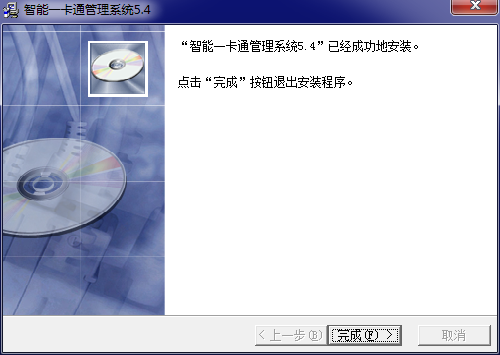 智能一卡通管理系统5.4
“智能一卡通管理系统5.4”已经成功地安装。
点击“完成”按钮退出安装程序。
< 上一步(B) 完成(F) > 取消